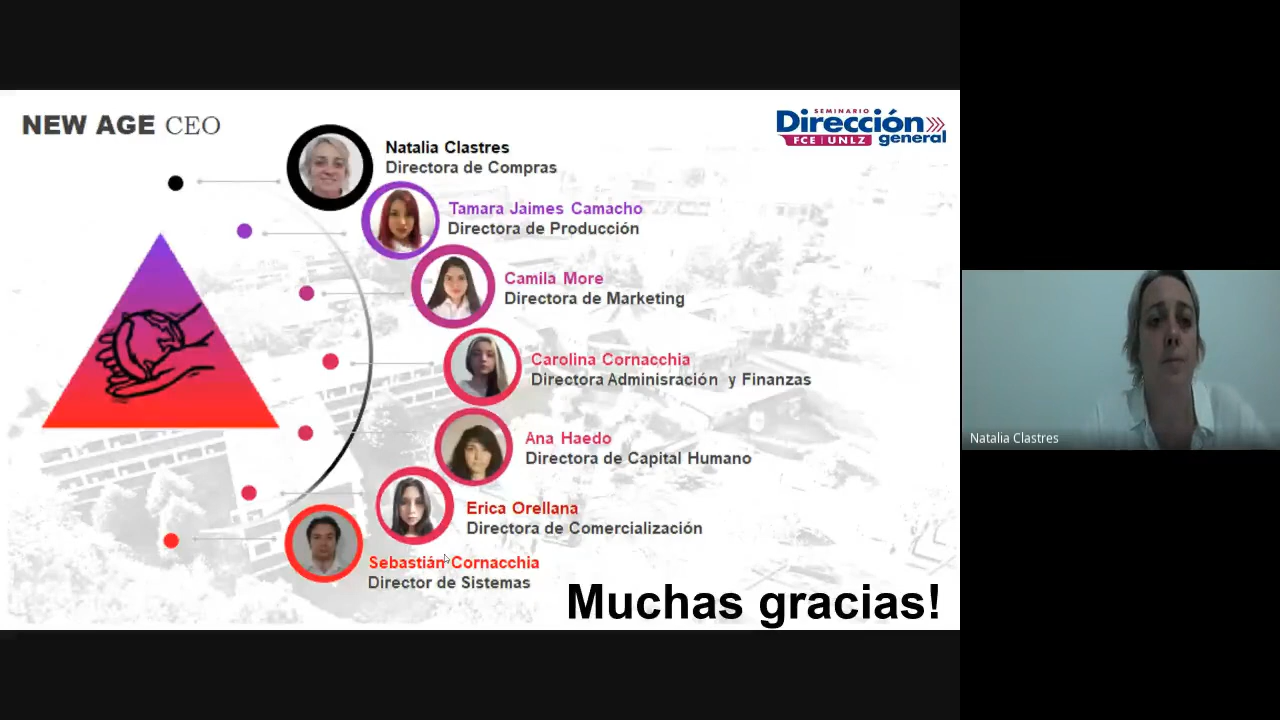 NEW AGE CEO
SEMINARIO
Dirección
FCE | UNLZ general
Natalia Clastres
Directora de Compras
Tamara Jaimes Camacho
Directora de Producción
Camila More
Directora de Marketing
Carolina Cornacchia
Directora Adminisración y Finanzas
Ana Haedo
Directora de Capital Humano
Erica Orellana
Directora de Comercialización
Sebastián Cornacchia
Director de Sistemas
Muchas gracias!
Natalia Clastres